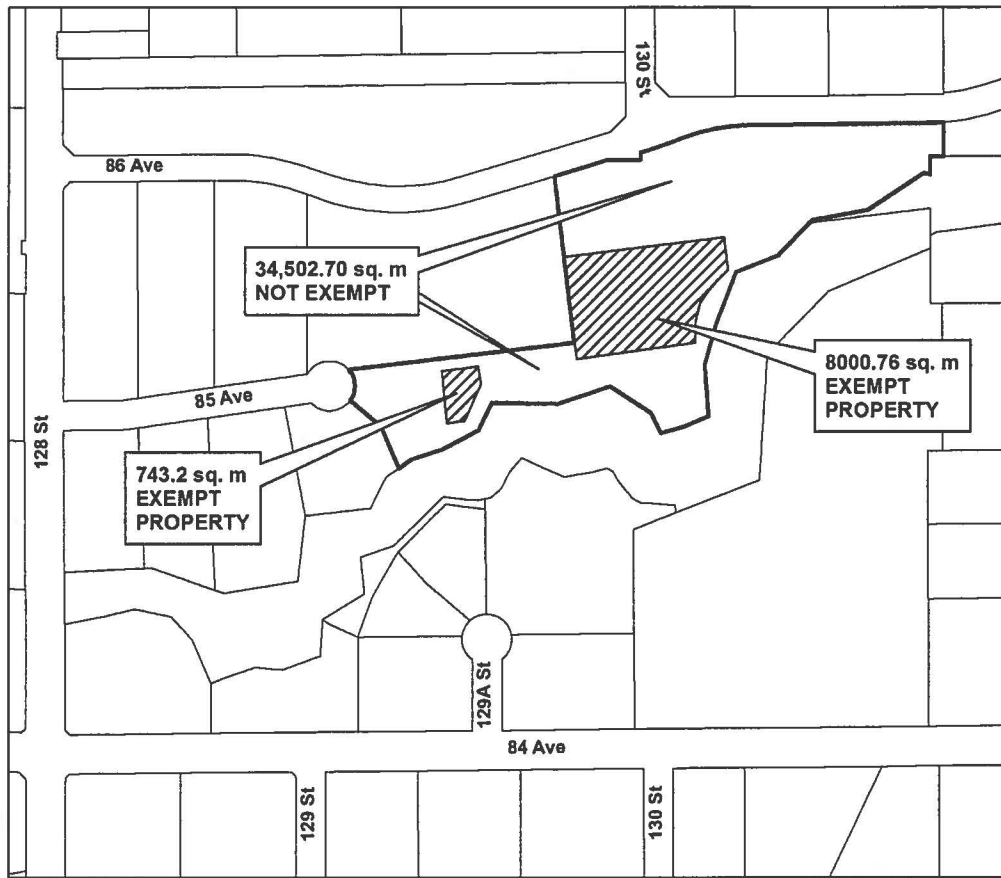 130 St
86 Ave
34,502.70 sq. m
NOT EXEMPT
8000.76 sq. m
EXEMPT
PROPERTY
85 Ave
128 St
743.2 sq. m
EXEMPT
PROPERTY
129A St
84 Ave
129 St
130 St